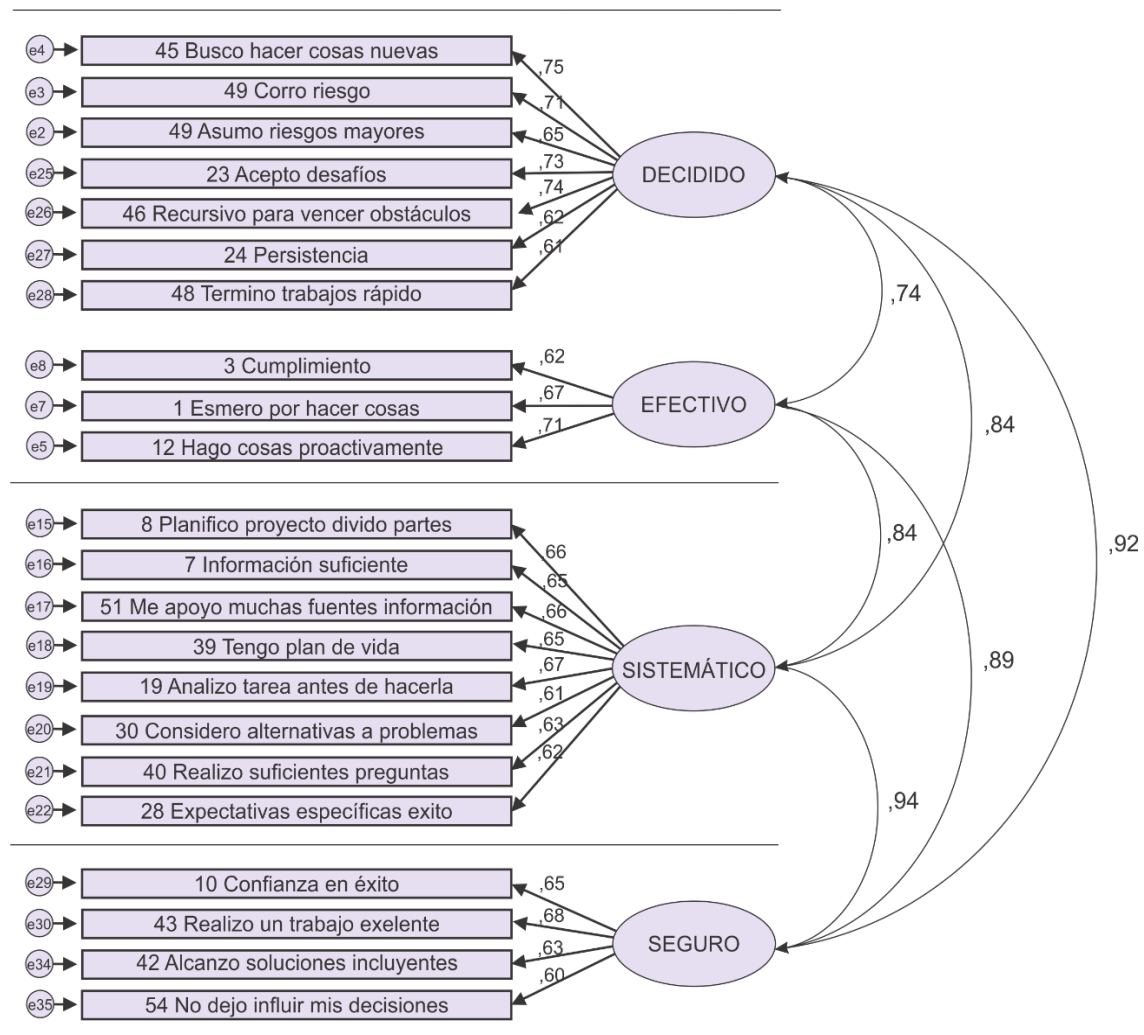 e4 45 Busco hacer cosas nuevas ,75
e3 49 Corro riesgo ,71
e2 49 Asumo riesgos mayores ,65
e25 23 Acepto desafíos ,73
DECIDIDO
e26 46 Recursivo para vencer obstáculos ,74
e27 24 Persistencia ,62
e28 48 Termino trabajos rápido ,61
,74
e8 3 Cumplimiento ,62
e7 1 Esmero por hacer cosas ,67
EFECTIVO
e5 12 Hago cosas proactivamente ,71
,84
e15 8 Planifico proyecto divido partes ,66
,84
,92
e16 7 Información suficiente ,65
e17 51 Me apoyo muchas fuentes información ,66
e18 39 Tengo plan de vida ,65
SISTEMÁTICO
,89
e19 19 Analizo tarea antes de hacerla ,67
e20 30 Considero alternativas a problemas ,61
e21 40 Realizo suficientes preguntas ,63
e22 28 Expectativas específicas exito ,62
,94
e29 10 Confianza en éxito ,65
e30 43 Realizo un trabajo exelente ,68
SEGURO
e34 42 Alcanzo soluciones incluyentes ,63
e35 54 No dejo influir mis decisiones ,60